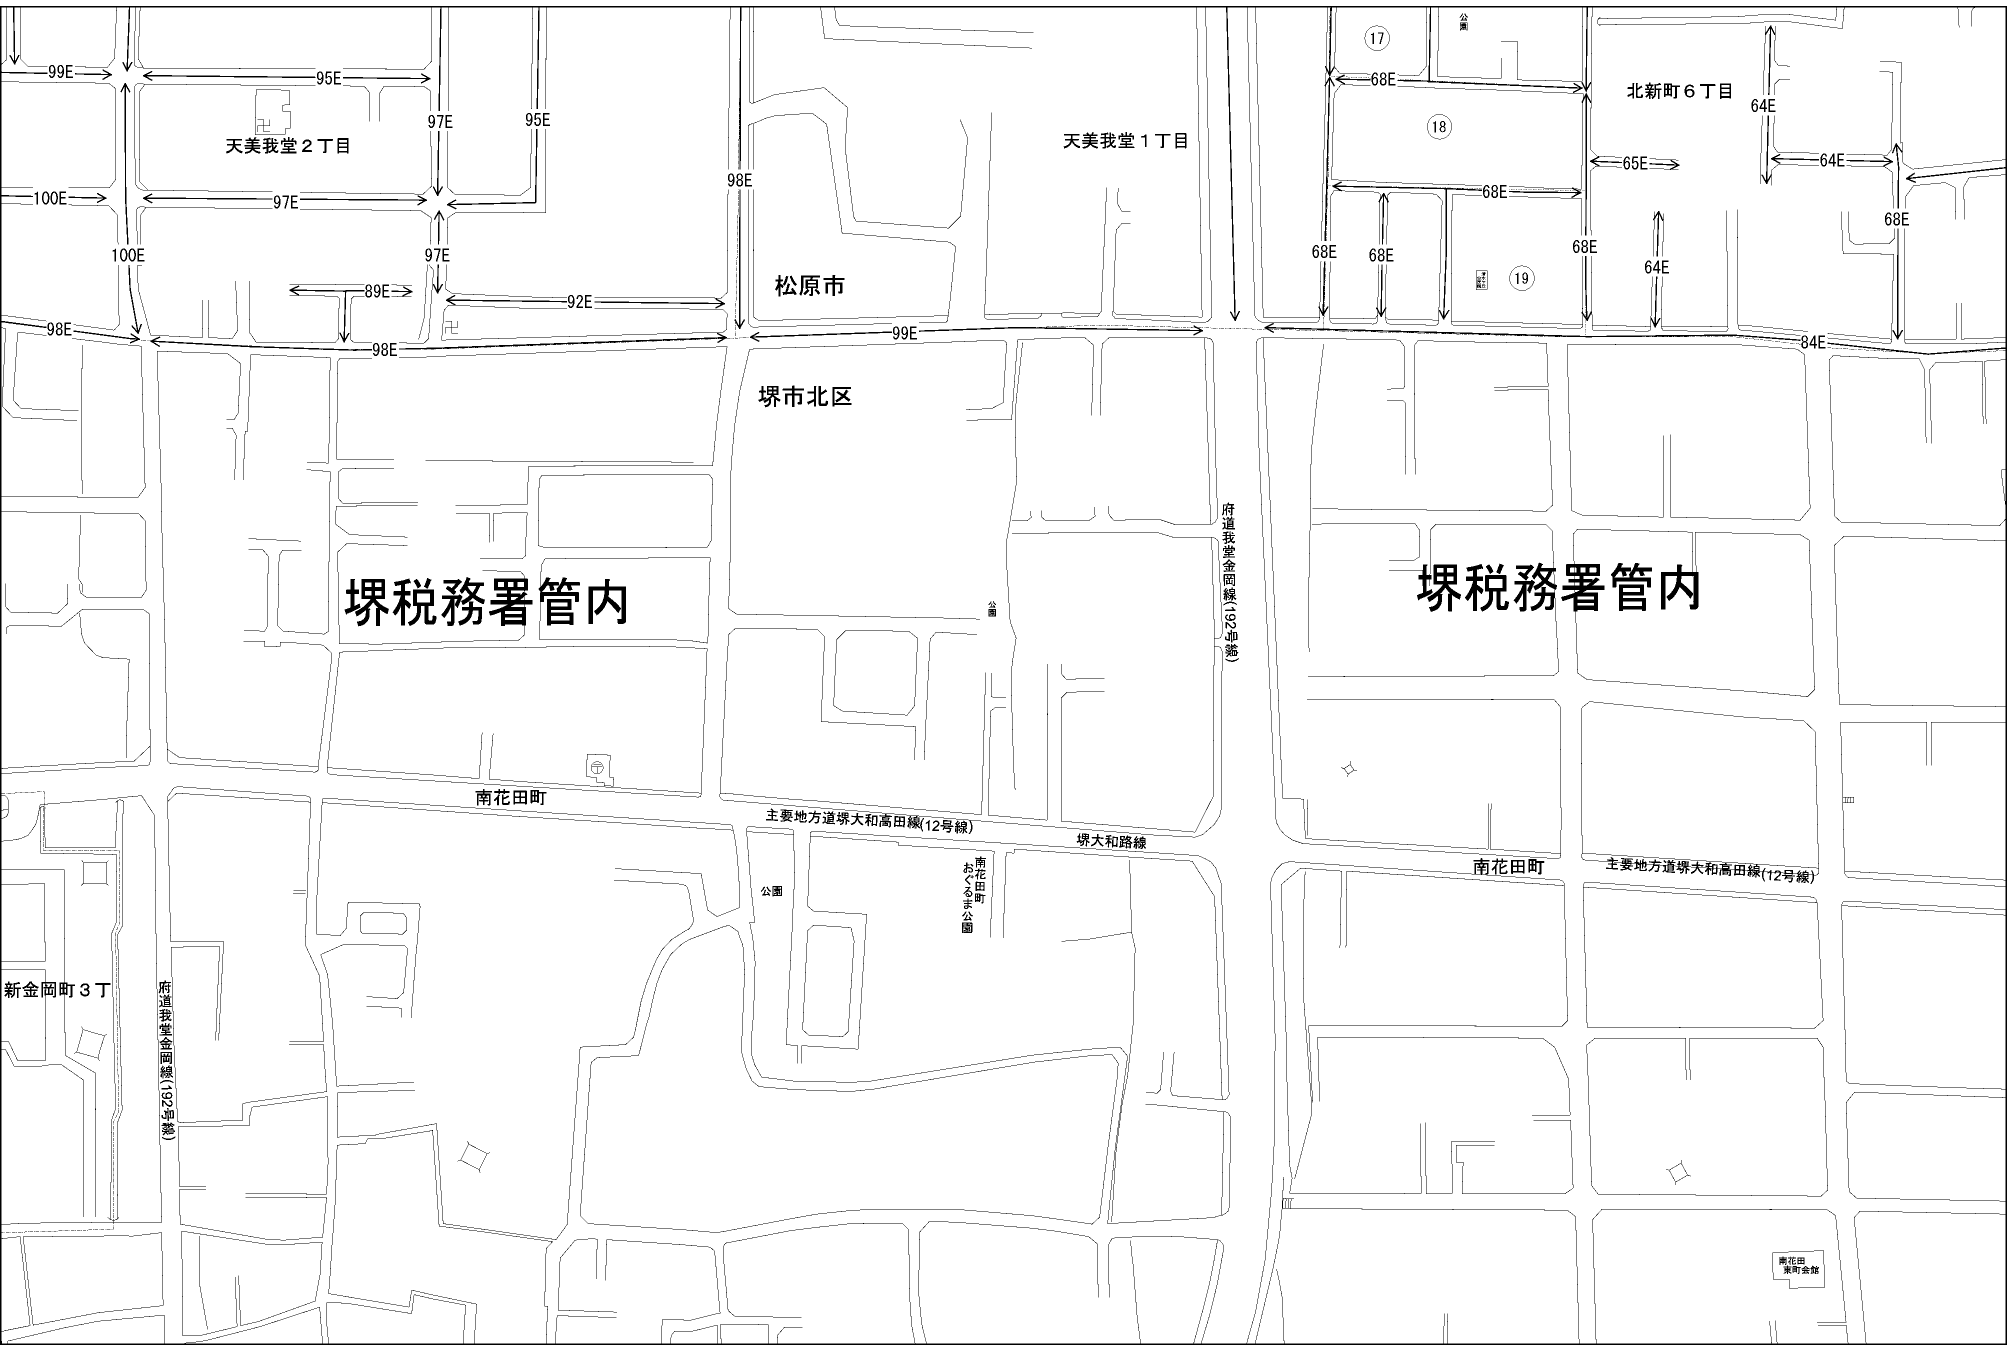 17
公園
99E
95E
68E
北新町６丁目
64E
97E
95E
18
天美我堂２丁目
天美我堂１丁目
65E
64E
98E
100E
97E
68E
68E
100E
97E
68E
68E
68E
64E
松原市
19
89E
92E
98E
99E
98E
84E
堺市北区
府道我堂金岡線(192号線)
堺税務署管内
堺税務署管内
公園
南花田町
主要地方道堺大和高田線(12号線)
堺大和路線
南花田町
おぐるま公園
南花田町
主要地方道堺大和高田線(12号線)
公園
新金岡町３丁
府道我堂金岡線(192号線)
南花田
東町会館